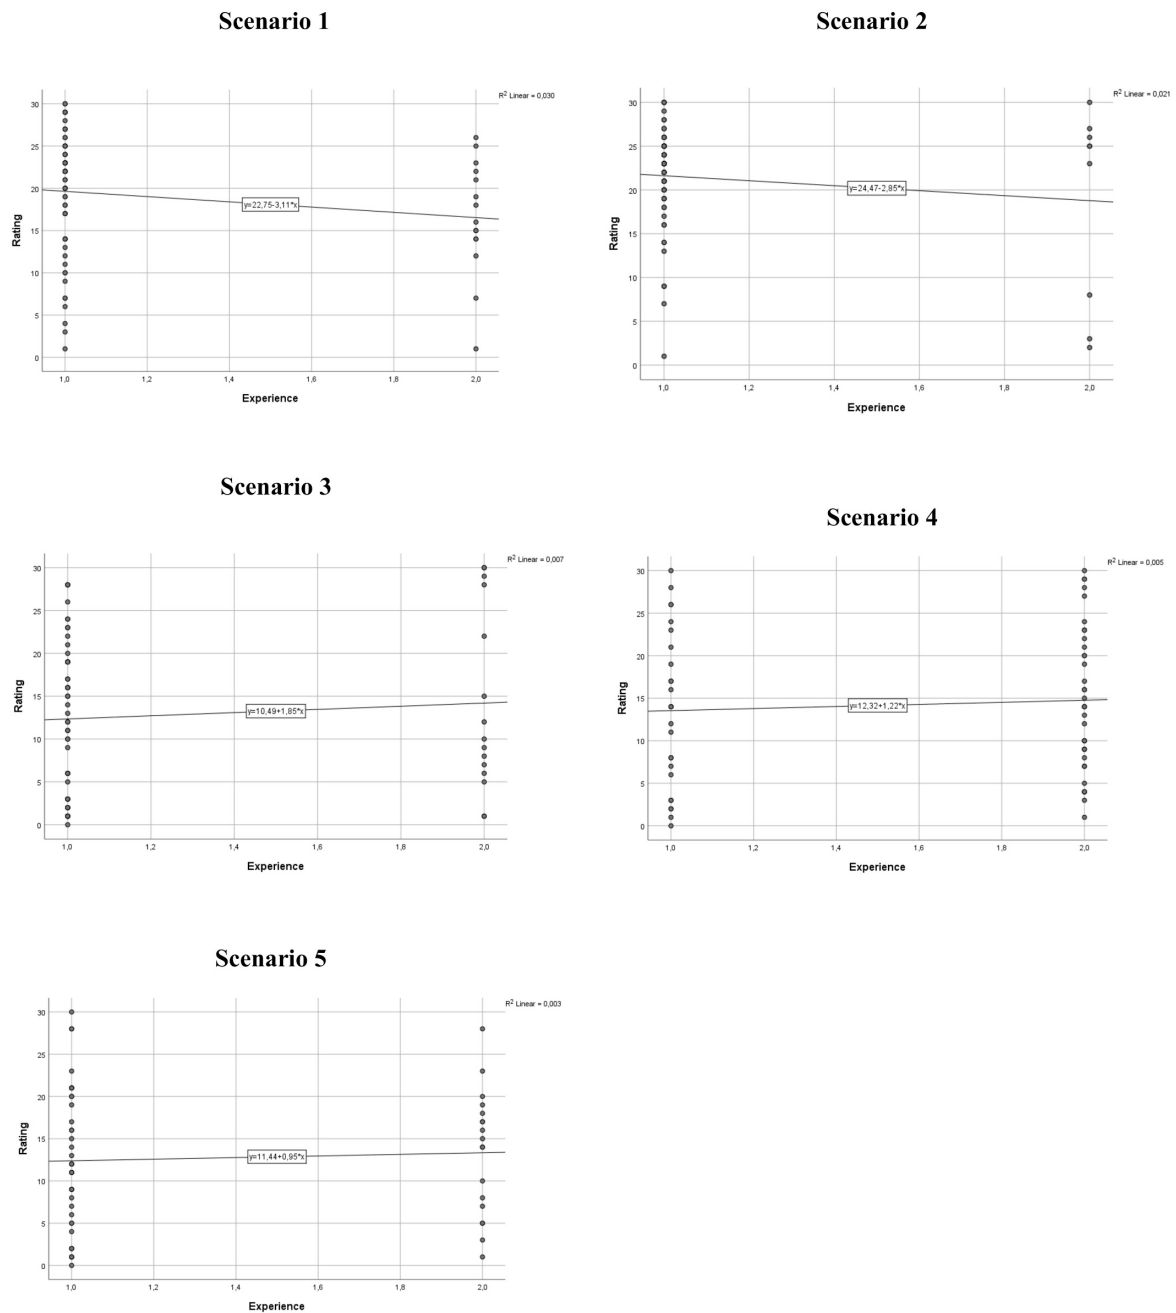 Scenario 1
R2 Linear = 0,030
30
25
20
15
10
5
0
Rating
y=22,75-3,11*x
1,0 1,2 1,4 1,6 1,8 2,0
Experience
Scenario 2
R2 Linear = 0,021
30
25
20
15
10
5
0
Rating
y=24,47-2,85*x
1,0 1,2 1,4 1,6 1,8 2,0
Experience
Scenario 3
R2 Linear = 0,007
30
25
20
15
10
5
0
Rating
y=10,49+1,85*x
1,0 1,2 1,4 1,6 1,8 2,0
Experience
Scenario 4
R2 Linear = 0,005
30
25
20
15
10
5
0
Rating
y=12,32+1,22*x
1,0 1,2 1,4 1,6 1,8 2,0
Experience
Scenario 5
R2 Linear = 0,003
30
25
20
15
10
5
0
Rating
y=11,44+0,95*x
1,0 1,2 1,4 1,6 1,8 2,0
Experience